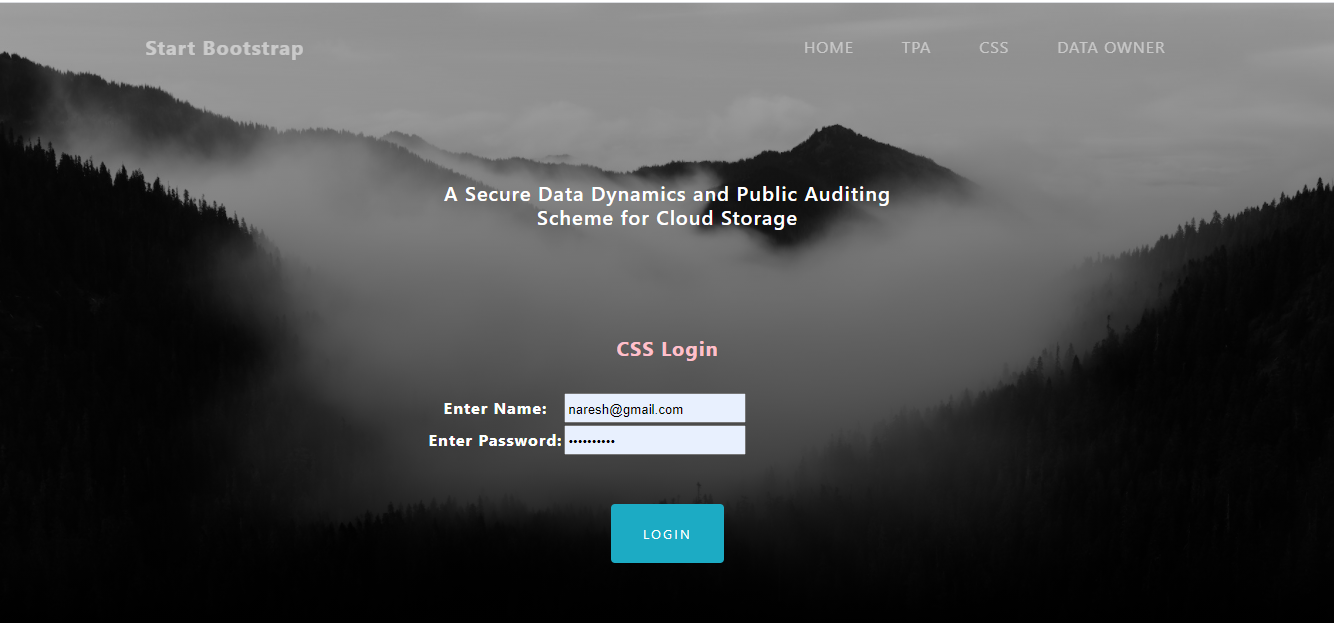 Start Bootstrap HOME TPA CSS DATA OWNER
A Secure Data Dynamics and Public Auditing
Scheme for Cloud Storage
CSS Login
Enter Name: naresh@gmail.com
Enter Password: ••••••••••
LOGIN